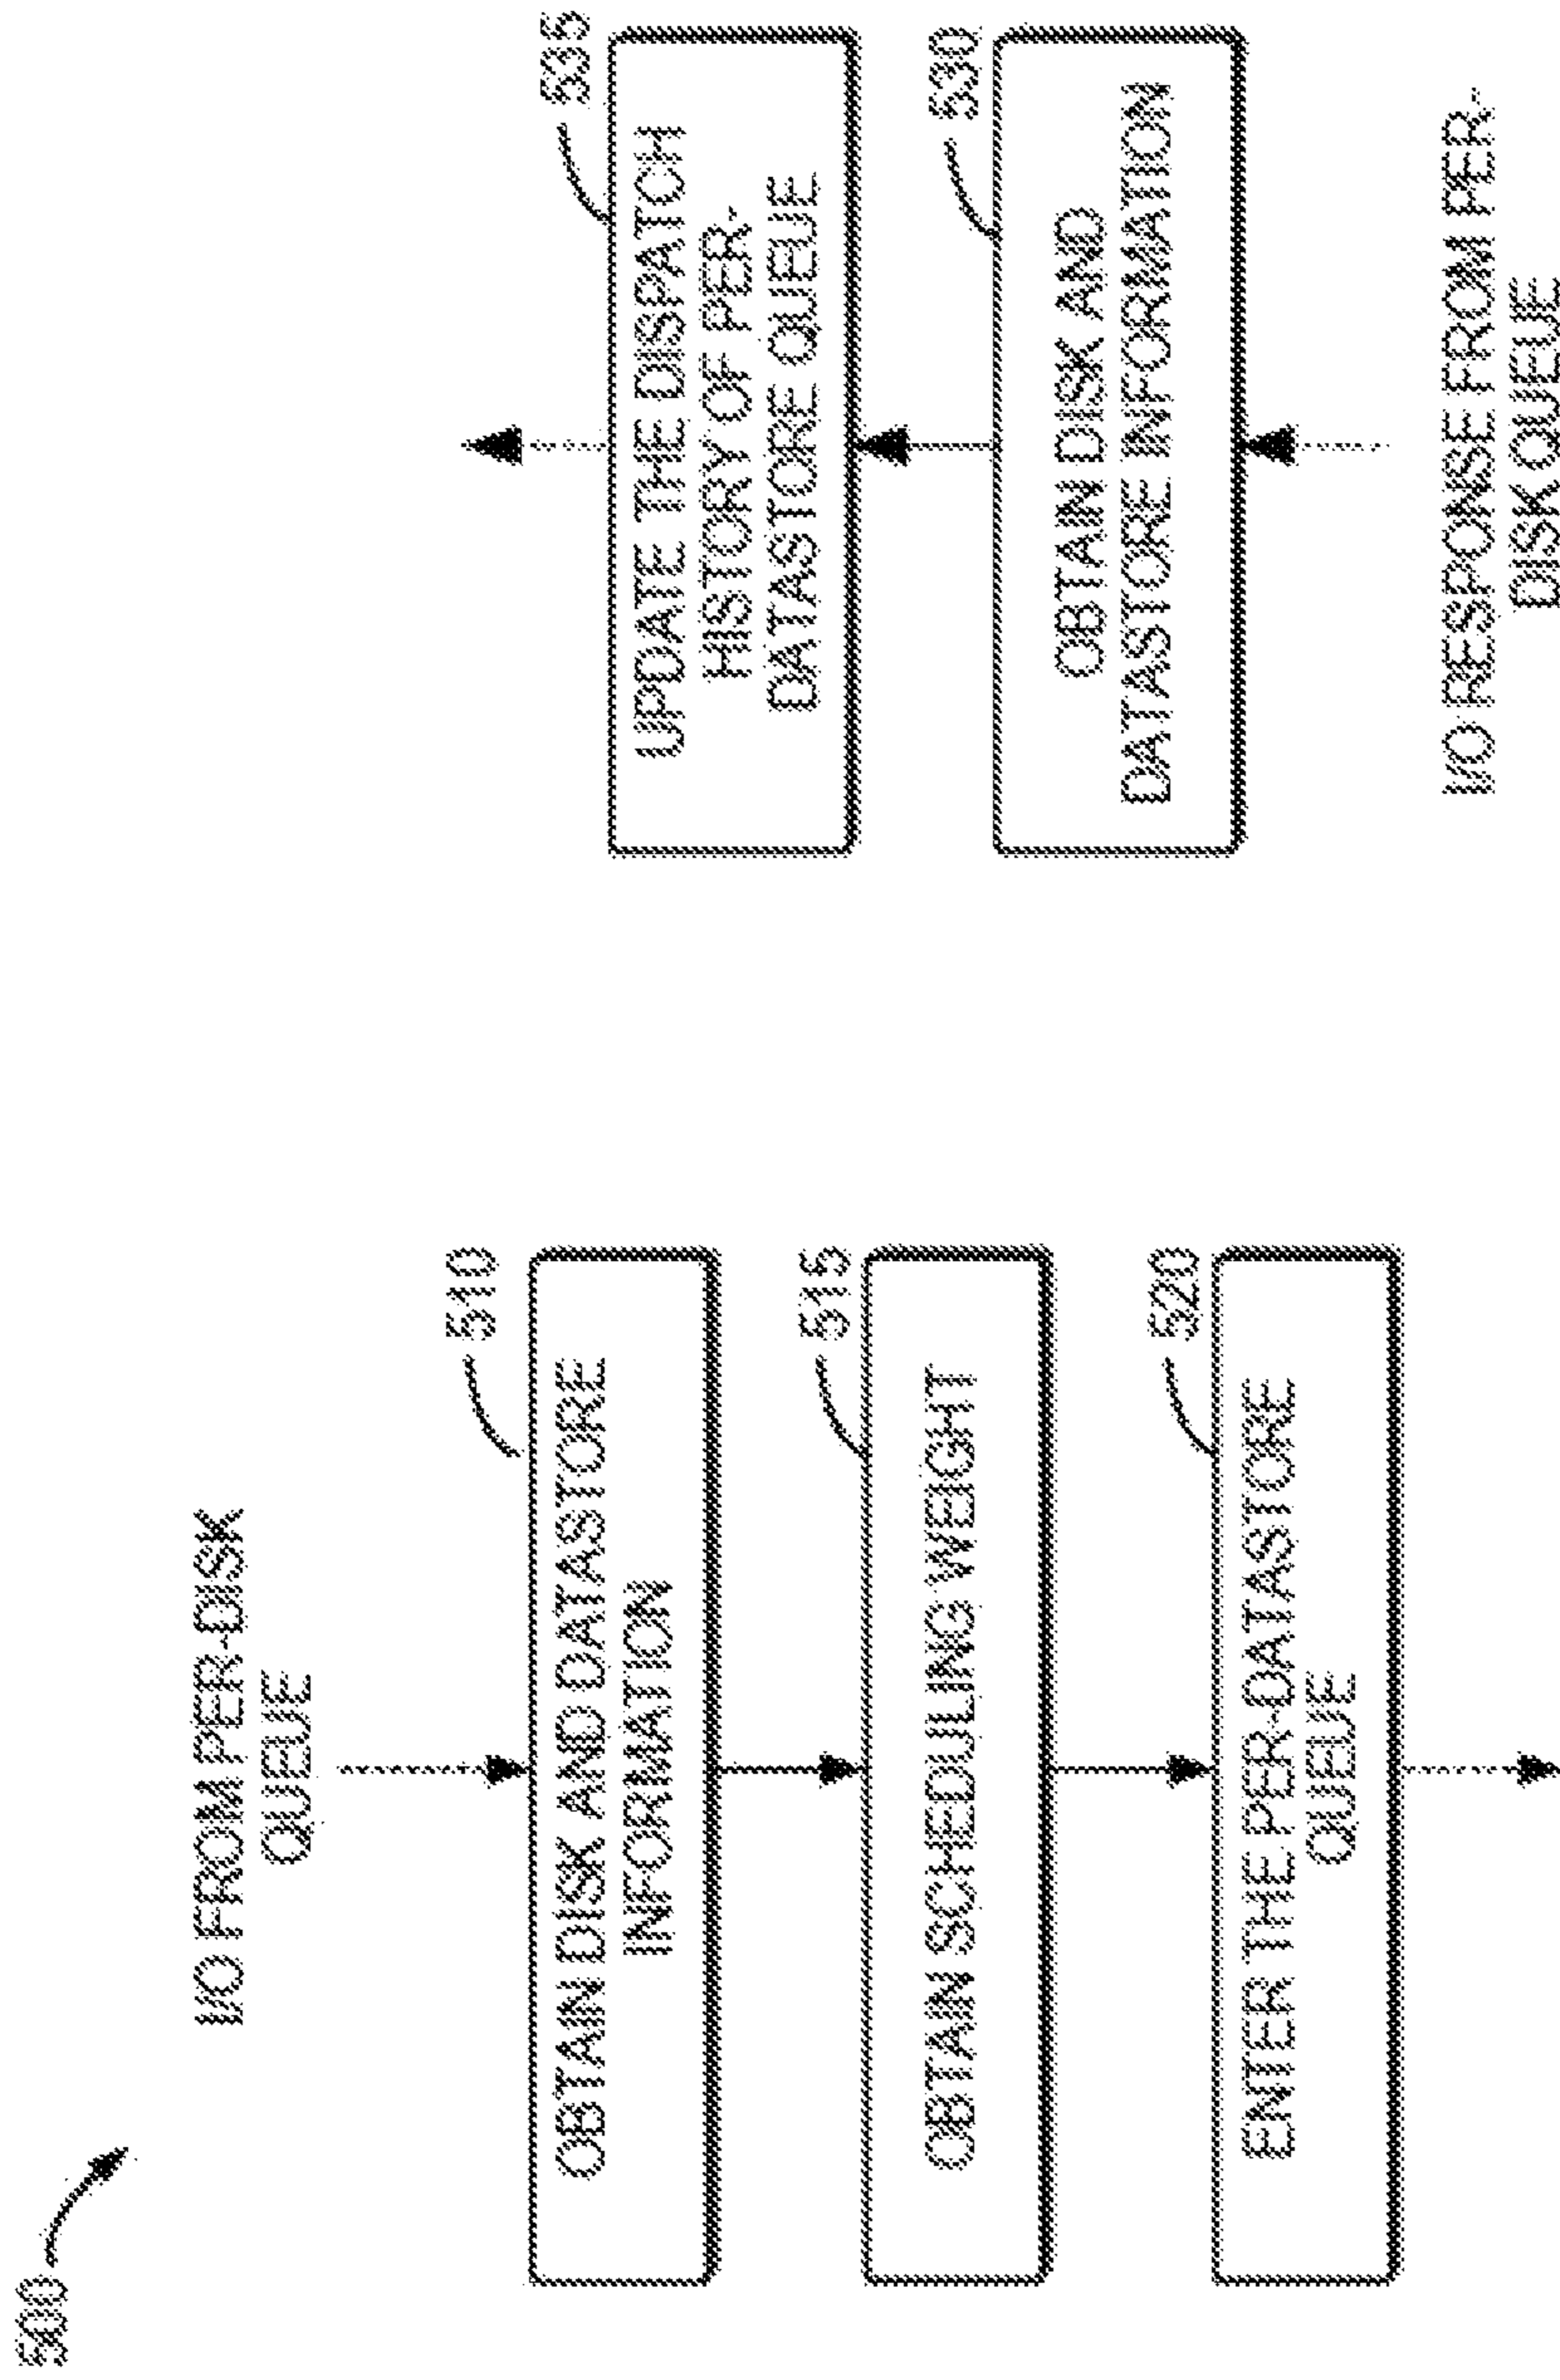 500
I/O FROM PER-DISK
QUEUE
510
OBTAIN DISK AND DATASTORE
INFORMATION
515
OBTAIN SCHEDULING WEIGHT
520
ENTER THE PER-DATASTORE
QUEUE
535
UPDATE THE DISPATCH
HISTORY OF PER-
DATASTORE QUEUE
530
OBTAIN DISK AND
DATASTORE INFORMATION
I/O RESPONSE FROM PER-
DISK QUEUE